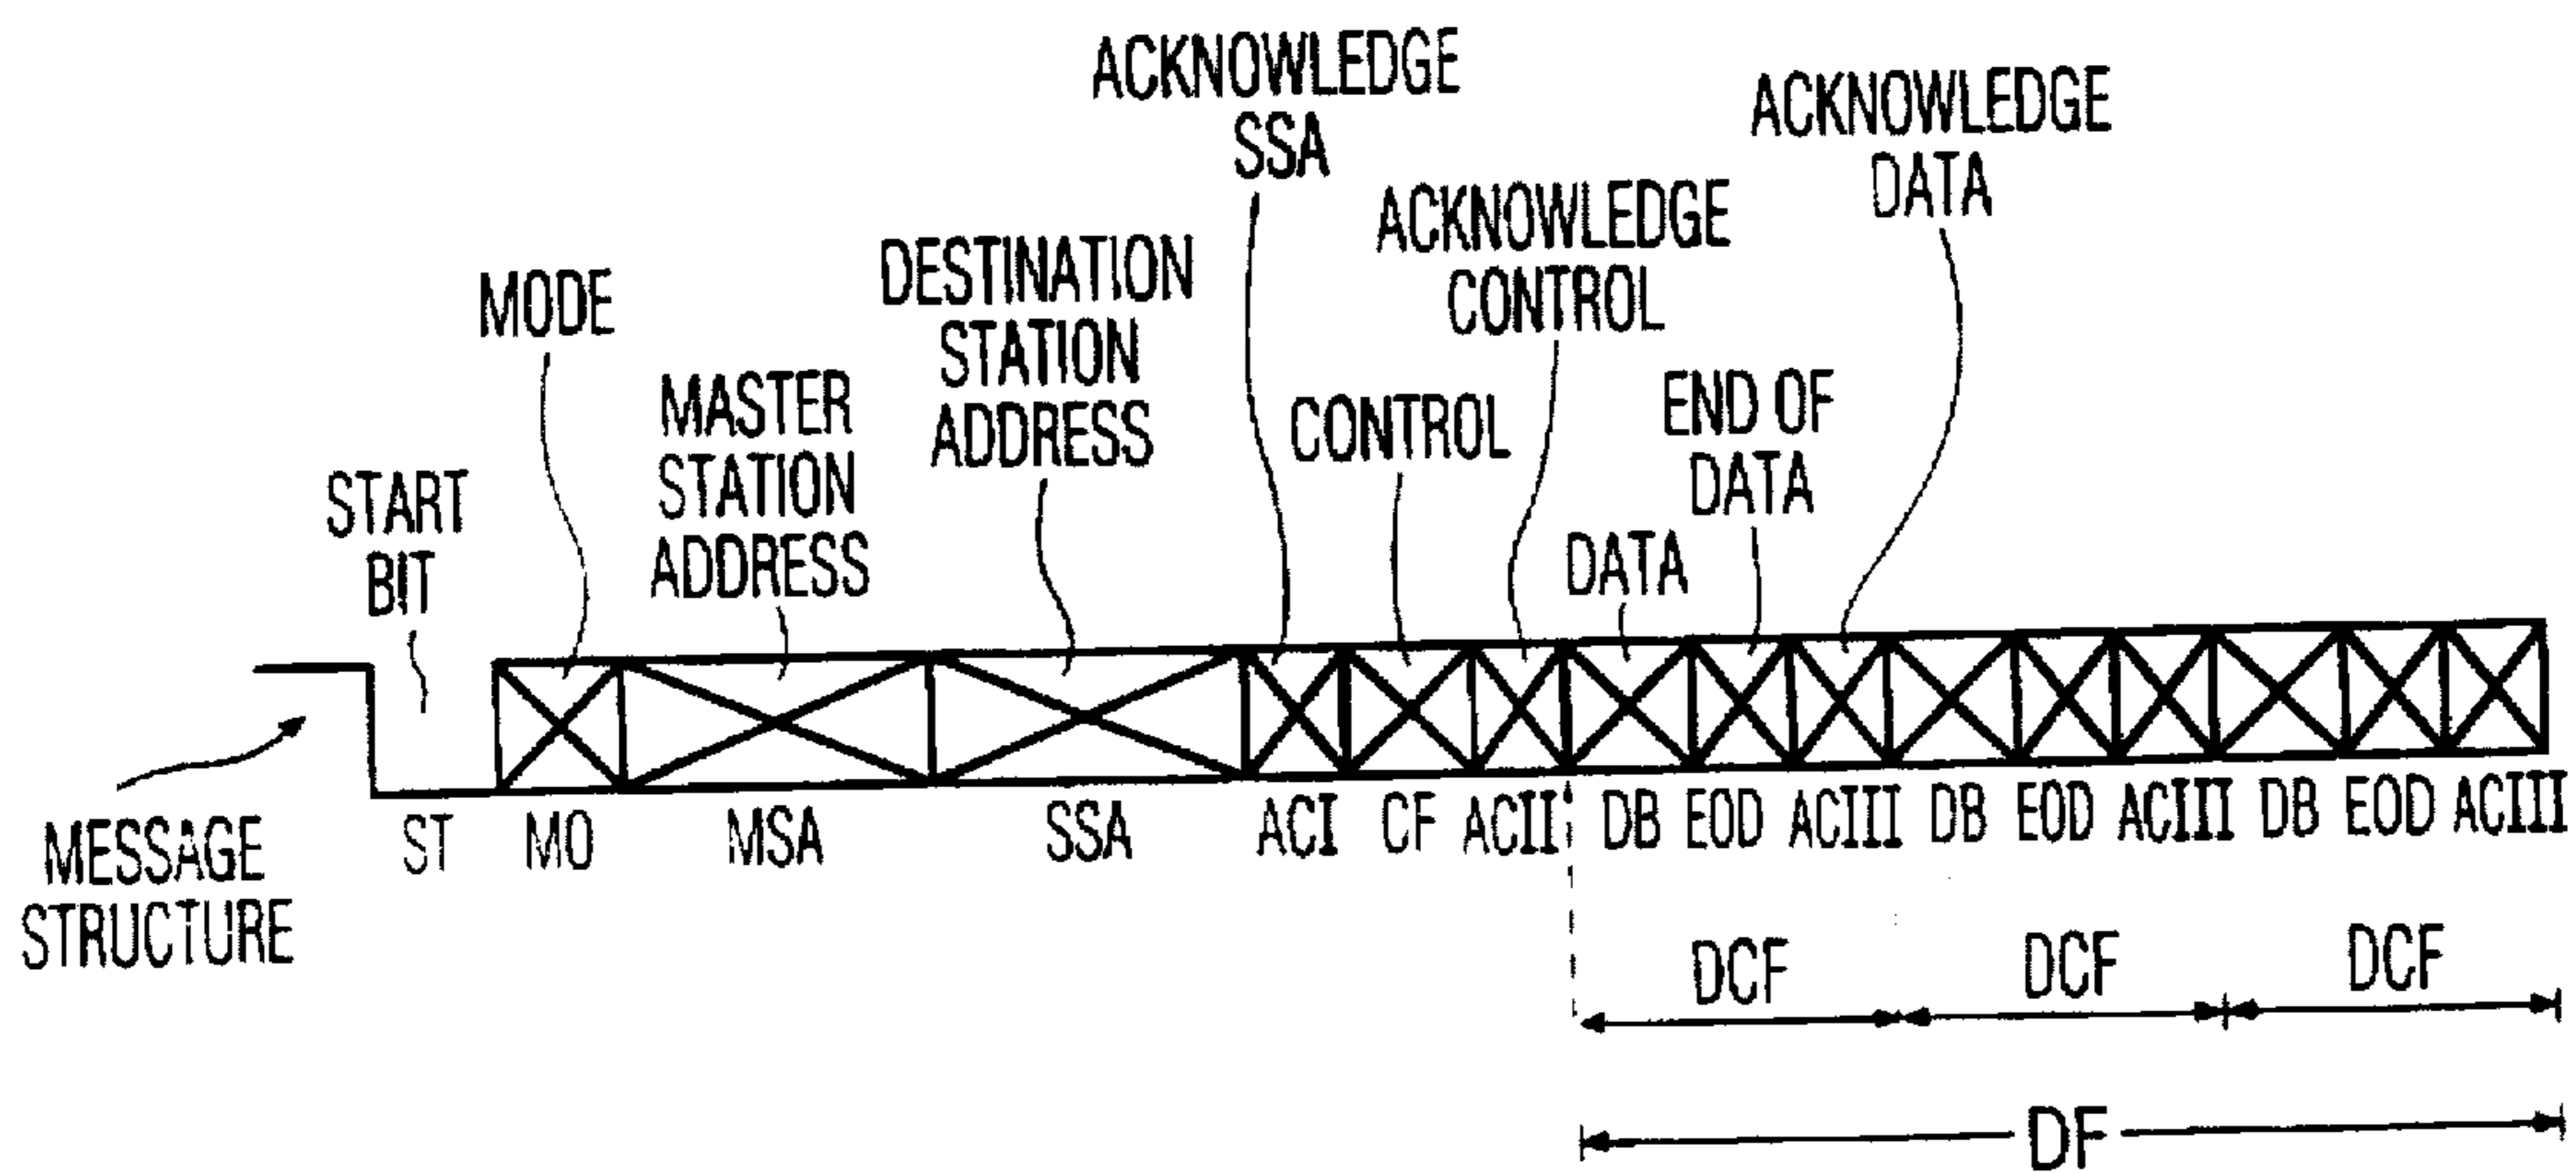 ACKNOWLEDGE
SSA
ACKNOWLEDGE
DATA
ACKNOWLEDGE
CONTROL
DESTINATION
STATION
ADDRESS
MODE
MASTER
STATION
ADDRESS
CONTROL
END OF
DATA
START
BIT
DATA
MESSAGE
STRUCTURE
ST MO MSA SSA ACI CF ACII DB EOD ACIII DB EOD ACIII DB EOD ACIII
DCF DCF DCF
DF